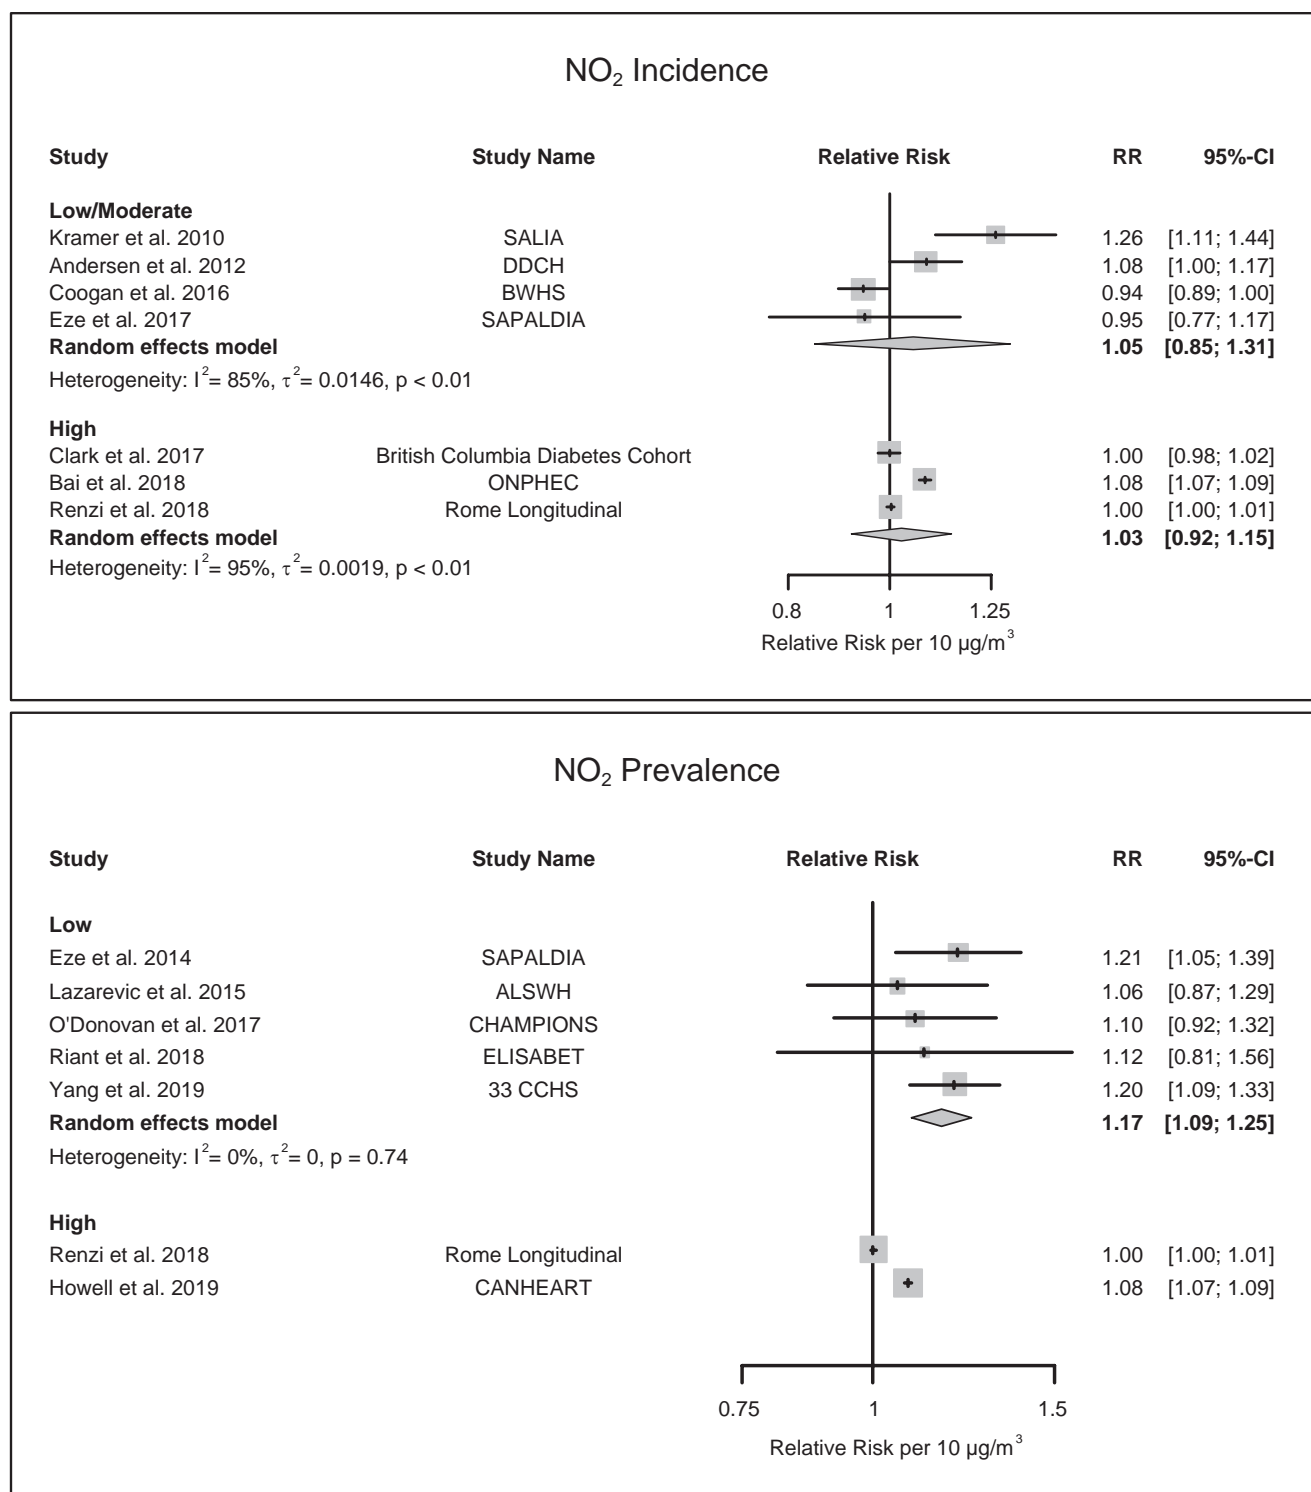 NO₂ Incidence
Study Study Name Relative Risk RR 95%-CI
Low/Moderate
Kramer et al. 2010 SALIA 1.26 [1.11; 1.44]
Andersen et al. 2012 DDCH 1.08 [1.00; 1.17]
Coogan et al. 2016 BWHS 0.94 [0.89; 1.00]
Eze et al. 2017 SAPALDIA 0.95 [0.77; 1.17]
Random effects model 1.05 [0.85; 1.31]
Heterogeneity: I² = 85%, τ² = 0.0146, p < 0.01
High
Clark et al. 2017 British Columbia Diabetes Cohort 1.00 [0.98; 1.02]
Bai et al. 2018 ONPHEC 1.08 [1.07; 1.09]
Renzi et al. 2018 Rome Longitudinal 1.00 [1.00; 1.01]
Random effects model 1.03 [0.92; 1.15]
Heterogeneity: I² = 95%, τ² = 0.0019, p < 0.01
0.8 1 1.25
Relative Risk per 10 µg/m³
NO₂ Prevalence
Study Study Name Relative Risk RR 95%-CI
Low
Eze et al. 2014 SAPALDIA 1.21 [1.05; 1.39]
Lazarevic et al. 2015 ALSWH 1.06 [0.87; 1.29]
O'Donovan et al. 2017 CHAMPIONS 1.10 [0.92; 1.32]
Riant et al. 2018 ELISABET 1.12 [0.81; 1.56]
Yang et al. 2019 33 CCHS 1.20 [1.09; 1.33]
Random effects model 1.17 [1.09; 1.25]
Heterogeneity: I² = 0%, τ² = 0, p = 0.74
High
Renzi et al. 2018 Rome Longitudinal 1.00 [1.00; 1.01]
Howell et al. 2019 CANHEART 1.08 [1.07; 1.09]
0.75 1 1.5
Relative Risk per 10 µg/m³